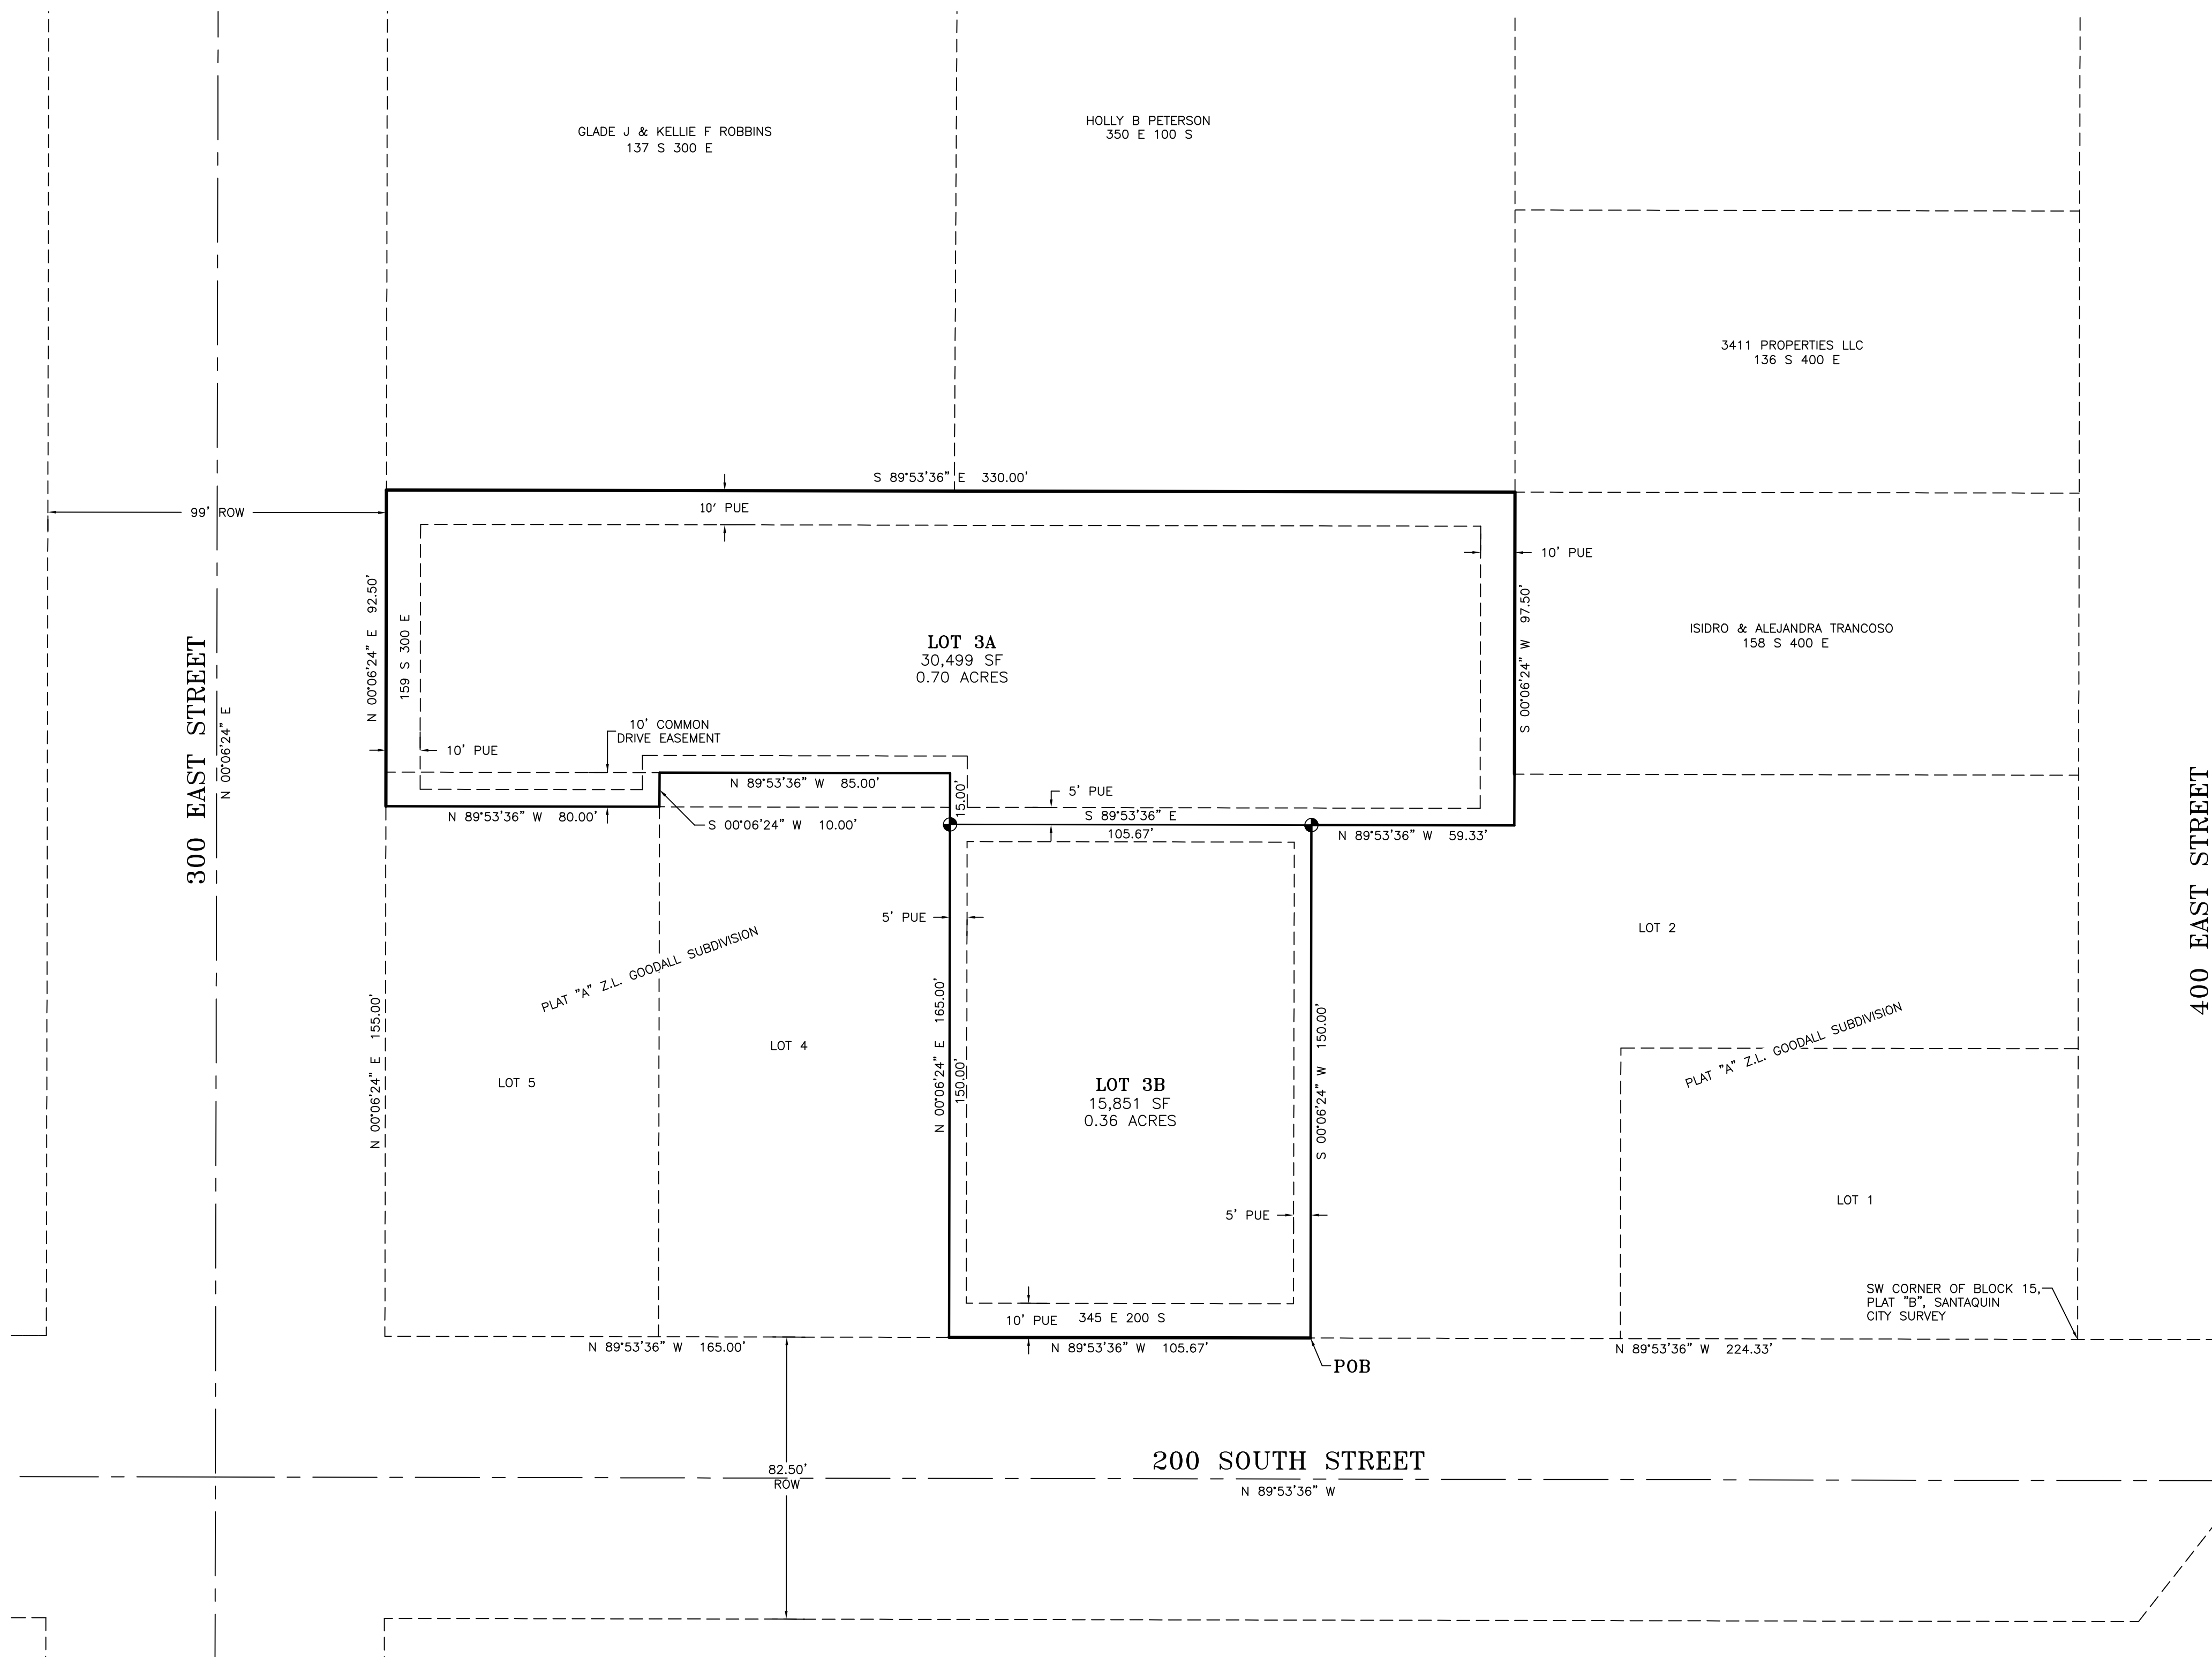 GLADE J & KELLIE F ROBBINS
137 S 300 E
HOLLY B PETERSON
350 E 100 S
3411 PROPERTIES LLC
136 S 400 E
S 89°53'36" E 330.00'
99' ROW
10' PUE
10' PUE
N 00°06'24" E 92.50'
159 S 300 E
LOT 3A
30,499 SF
0.70 ACRES
S 00°06'24" W 97.50'
ISIDRO & ALEJANDRA TRANCOSO
158 S 400 E
300 EAST STREET
N 00°06'24" E
10' COMMON
DRIVE EASEMENT
10' PUE
N 89°53'36" W 85.00'
15.00'
5' PUE
N 89°53'36" W 80.00'
S 00°06'24" W 10.00'
S 89°53'36" E
105.67'
N 89°53'36" W 59.33'
400 EAST STREET
5' PUE
LOT 2
PLAT "A" Z.L. GOODALL SUBDIVISION
PLAT "A" Z.L. GOODALL SUBDIVISION
N 00°06'24" E 155.00'
LOT 5
LOT 4
N 00°06'24" E 165.00'
150.00'
LOT 3B
15,851 SF
0.36 ACRES
S 00°06'24" W 150.00'
LOT 1
5' PUE
SW CORNER OF BLOCK 15,
PLAT "B", SANTAQUIN
CITY SURVEY
10' PUE
345 E 200 S
N 89°53'36" W 165.00'
N 89°53'36" W 105.67'
N 89°53'36" W 224.33'
POB
82.50'
ROW
200 SOUTH STREET
N 89°53'36" W